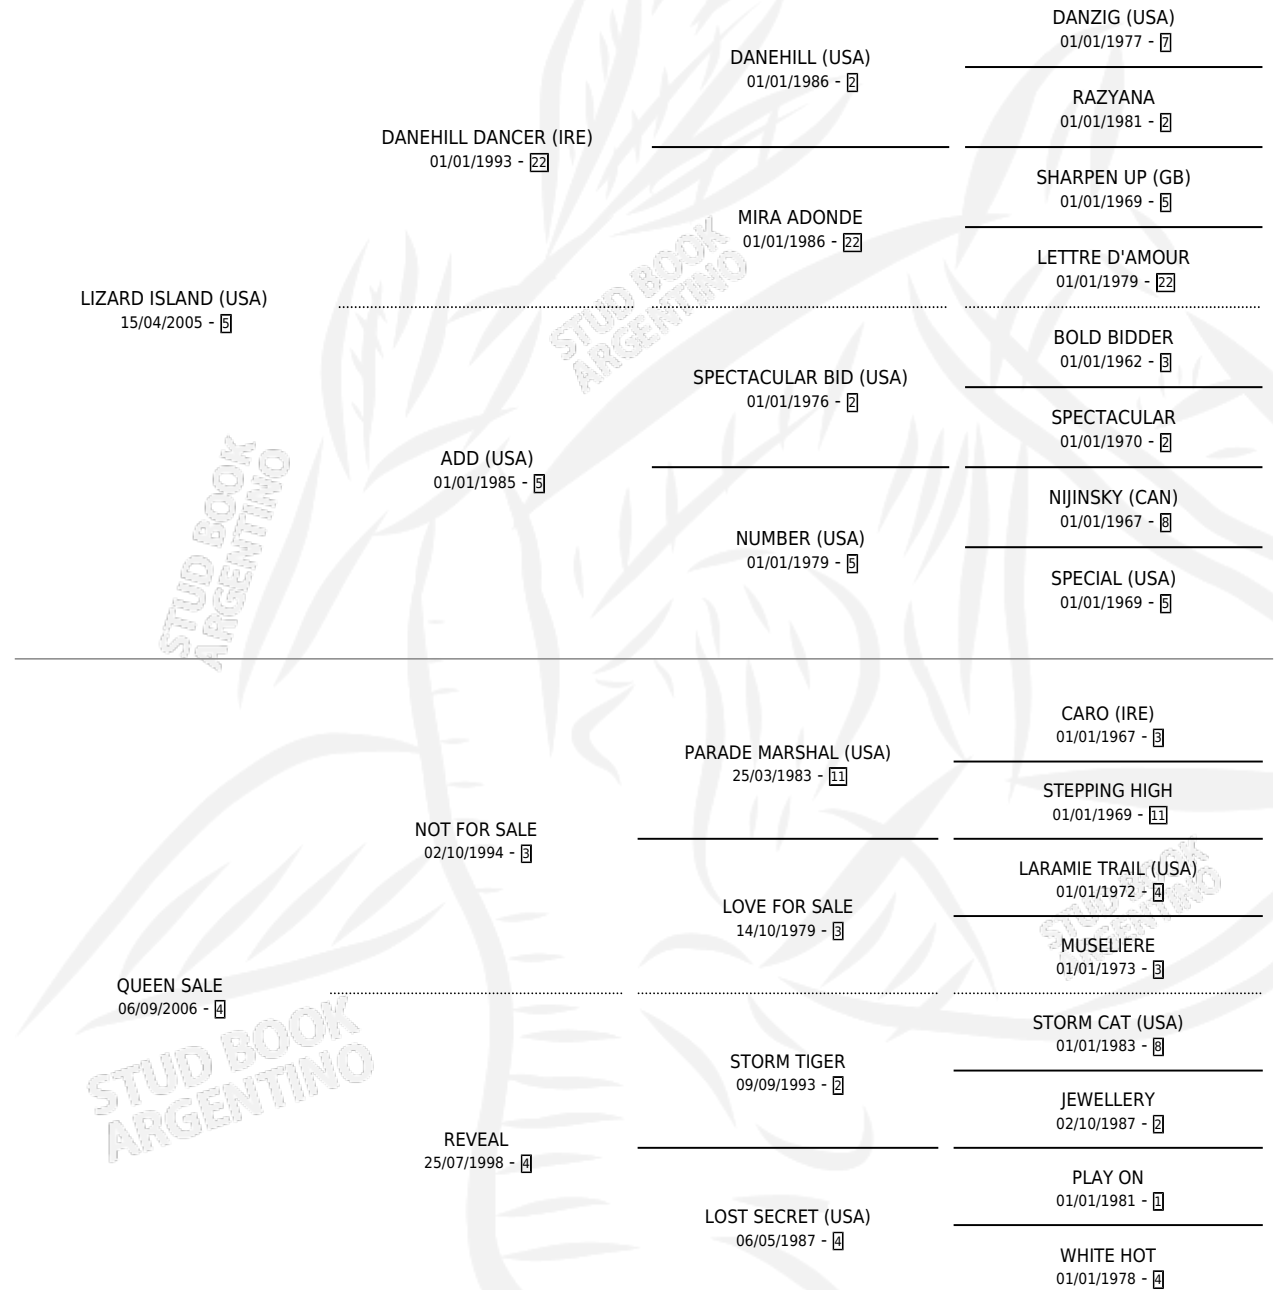 DANZIG (USA)
01/01/1977 - 7
DANEHILL (USA)
01/01/1986 - 2
RAZYANA
01/01/1981 - 2
DANEHILL DANCER (IRE)
01/01/1993 - 22
SHARPEN UP (GB)
01/01/1969 - 5
MIRA ADONDE
01/01/1986 - 22
LETTRE D'AMOUR
01/01/1979 - 22
LIZARD ISLAND (USA)
15/04/2005 - 5
BOLD BIDDER
01/01/1962 - 3
SPECTACULAR BID (USA)
01/01/1976 - 2
SPECTACULAR
01/01/1970 - 2
ADD (USA)
01/01/1985 - 5
NIJINSKY (CAN)
01/01/1967 - 8
NUMBER (USA)
01/01/1979 - 5
SPECIAL (USA)
01/01/1969 - 5
CARO (IRE)
01/01/1967 - 3
PARADE MARSHAL (USA)
25/03/1983 - 11
STEPPING HIGH
01/01/1969 - 11
NOT FOR SALE
02/10/1994 - 3
LARAMIE TRAIL (USA)
01/01/1972 - 4
LOVE FOR SALE
14/10/1979 - 3
MUSELIERE
01/01/1973 - 3
QUEEN SALE
06/09/2006 - 4
STORM CAT (USA)
01/01/1983 - 8
STORM TIGER
09/09/1993 - 2
JEWELLERY
02/10/1987 - 2
REVEAL
25/07/1998 - 4
PLAY ON
01/01/1981 - 1
LOST SECRET (USA)
06/05/1987 - 4
WHITE HOT
01/01/1978 - 4
STUD BOOK
ARGENTINO
STUD BOOK
ARGENTINO
STUD BOOK
ARGENTINO
STUD BOOK
ARGENTINO